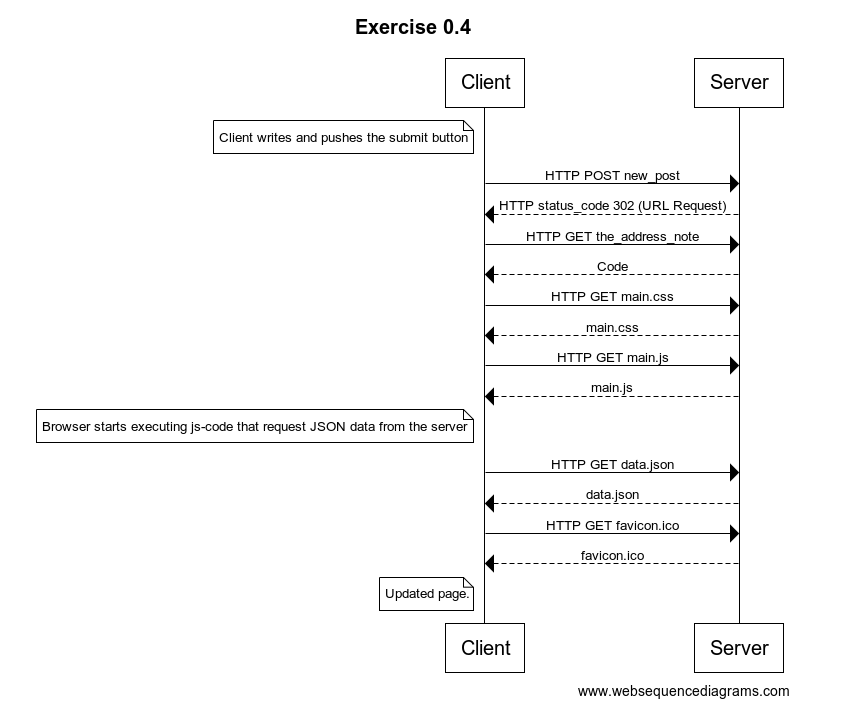 Exercise 0.4
Client
Server
Client writes and pushes the submit button
HTTP POST new_post
HTTP status_code 302 (URL Request)
HTTP GET the_address_note
Code
HTTP GET main.css
main.css
HTTP GET main.js
main.js
Browser starts executing js-code that request JSON data from the server
HTTP GET data.json
data.json
HTTP GET favicon.ico
favicon.ico
Updated page.
Client
Server
www.websequencediagrams.com